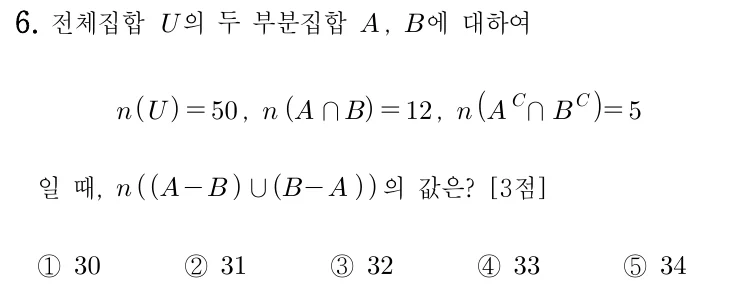 6. 전체집합 U의 두 부분집합 A, B에 대하여
n(U)=50, n(A∩B)=12, n(A^C∩B^C)=5
일 때, n((A-B)∪(B-A))의 값은? [3점]
① 30 ② 31 ③ 32 ④ 33 ⑤ 34